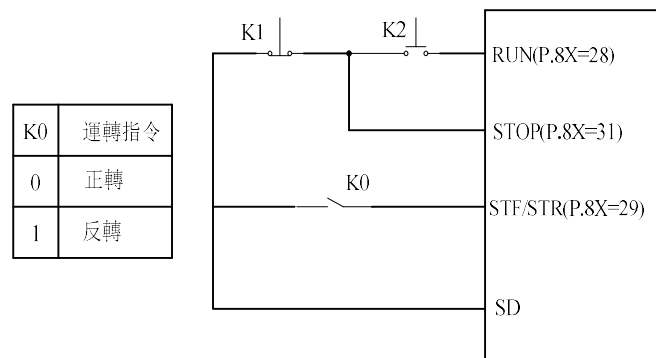 K1
K2
RUN(P.8X=28)
STOP(P.8X=31)
K0
STF/STR(P.8X=29)
SD
K0 運轉指令
0 正轉
1 反轉